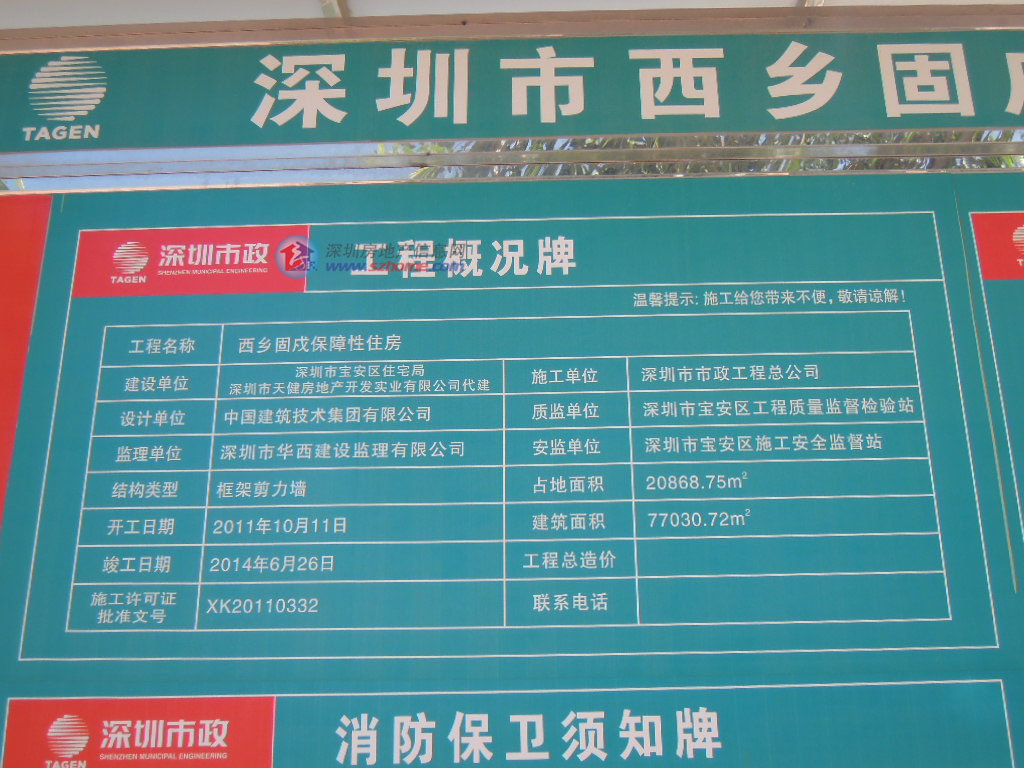 TAGEN
深圳市西乡固
TAGEN
深圳市政
SHENZHEN MUNICIPAL ENGINEERING
深圳房地产信息网
www.szhome.com
工程概况牌
温馨提示: 施工给您带来不便, 敬请谅解!
工程名称 西乡固戍保障性住房
建设单位 深圳市宝安区住宅局
深圳市天健房地产开发实业有限公司代建
施工单位 深圳市市政工程总公司
设计单位 中国建筑技术集团有限公司 质监单位 深圳市宝安区工程质量监督检验站
监理单位 深圳市华西建设监理有限公司 安监单位 深圳市宝安区施工安全监督站
结构类型 框架剪力墙 占地面积 20868.75m²
开工日期 2011年10月11日 建筑面积 77030.72m²
竣工日期 2014年6月26日 工程总造价
施工许可证
批准文号
XK20110332 联系电话
TAGEN
深圳市政
SHENZHEN MUNICIPAL ENGINEERING
消防保卫须知牌